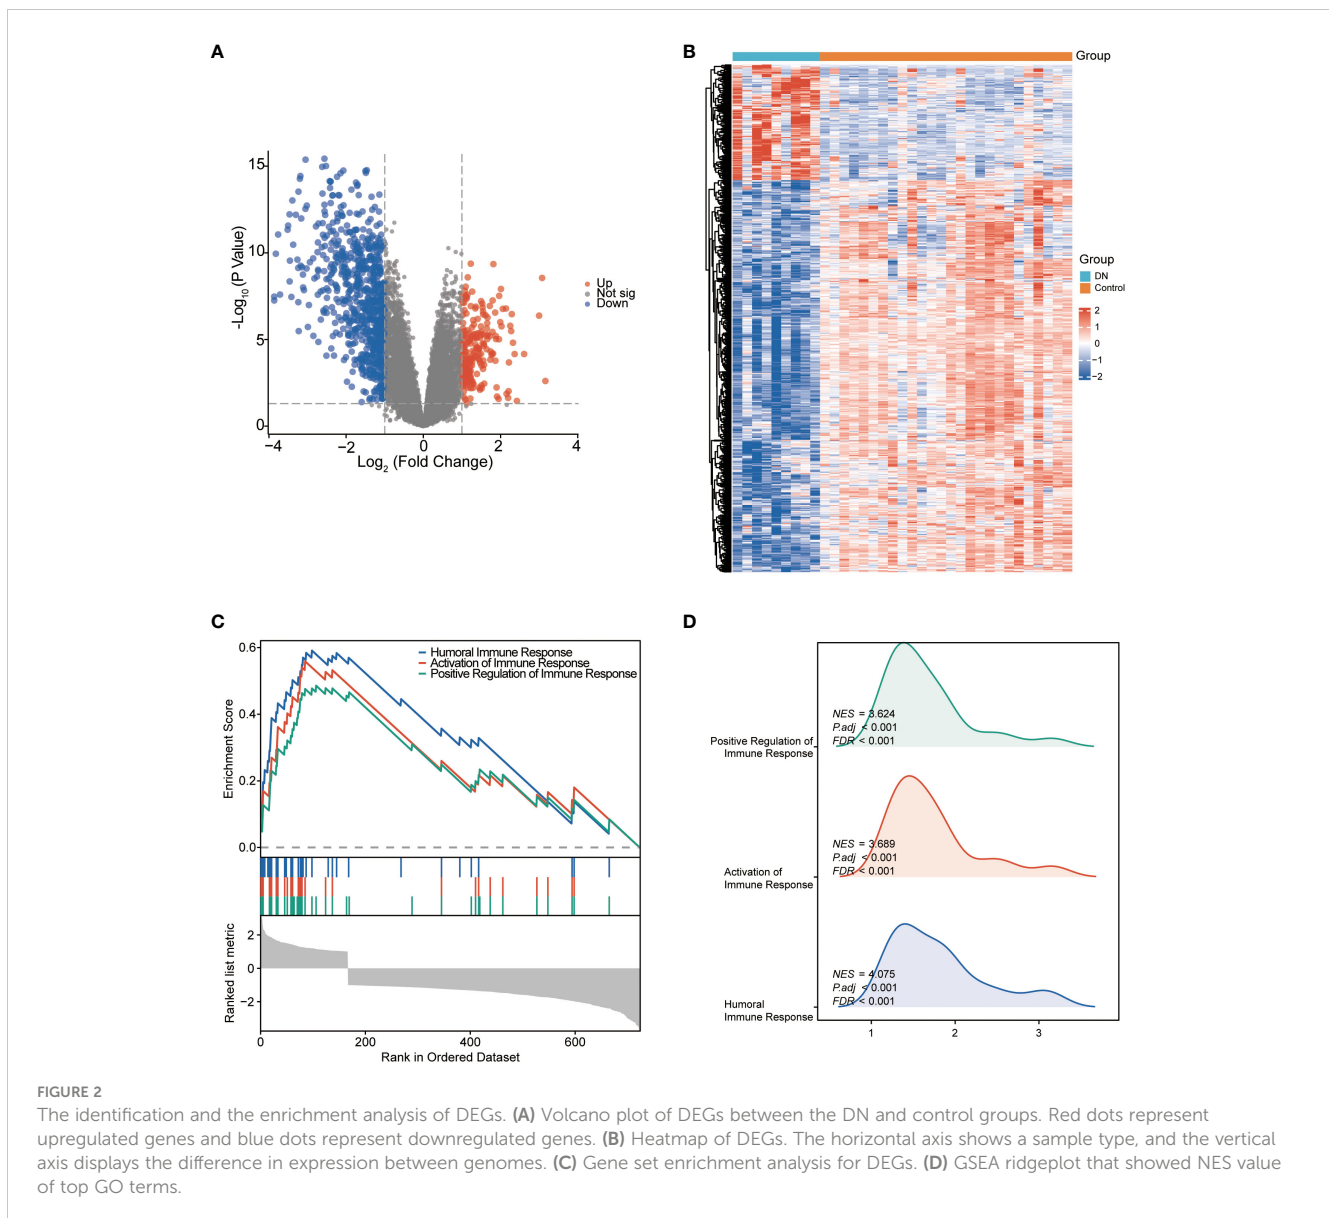 A
15
10
5
0
-Log10 (P Value)
−4
−2
0
2
4
Log2 (Fold Change)
Up
Not sig
Down
B
Group
Group
DN
Control
2
1
0
−1
−2
C
0.6
0.4
0.2
0.0
Enrichment Score
Humoral Immune Response
Activation of Immune Response
Positive Regulation of Immune Response
2
0
−2
Ranked list metric
0
200
400
600
Rank in Ordered Dataset
D
NES = 3.624
P.adj < 0.001
FDR < 0.001
Positive Regulation of
Immune Response
NES = 3.689
P.adj < 0.001
FDR < 0.001
Activation of
Immune Response
NES = 4.075
P.adj < 0.001
FDR < 0.001
Humoral
Immune Response
1
2
3
FIGURE 2
The identification and the enrichment analysis of DEGs. (A) Volcano plot of DEGs between the DN and control groups. Red dots represent
upregulated genes and blue dots represent downregulated genes. (B) Heatmap of DEGs. The horizontal axis shows a sample type, and the vertical
axis displays the difference in expression between genomes. (C) Gene set enrichment analysis for DEGs. (D) GSEA ridgeplot that showed NES value
of top GO terms.